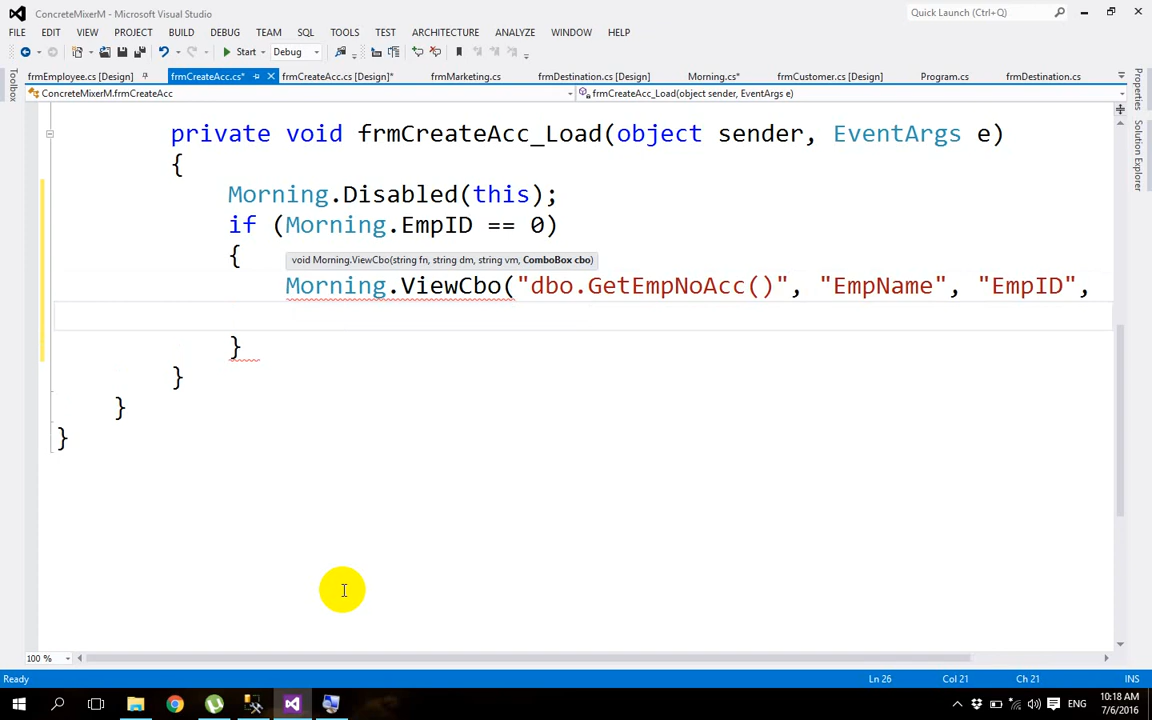 ConcreteMixerM - Microsoft Visual Studio
Quick Launch (Ctrl+Q)
FILE EDIT VIEW PROJECT BUILD DEBUG TEAM SQL TOOLS TEST ARCHITECTURE ANALYZE WINDOW HELP
Start Debug
frmEmployee.cs [Design] frmCreateAcc.cs* frmCreateAcc.cs [Design]* frmMarketing.cs frmDestination.cs [Design] Morning.cs* frmCustomer.cs [Design] Program.cs frmDestination.cs
ConcreteMixerM.frmCreateAcc frmCreateAcc_Load(object sender, EventArgs e)
Toolbox
Properties
Solution Explorer
private void frmCreateAcc_Load(object sender, EventArgs e)
{
Morning.Disabled(this);
if (Morning.EmpID == 0)
{
void Morning.ViewCbo(string fn, string dm, string vm, ComboBox cbo)
Morning.ViewCbo("dbo.GetEmpNoAcc()", "EmpName", "EmpID",
}
}
}
}
100 %
Ready Ln 26 Col 21 Ch 21 INS
ENG 10:18 AM
7/6/2016